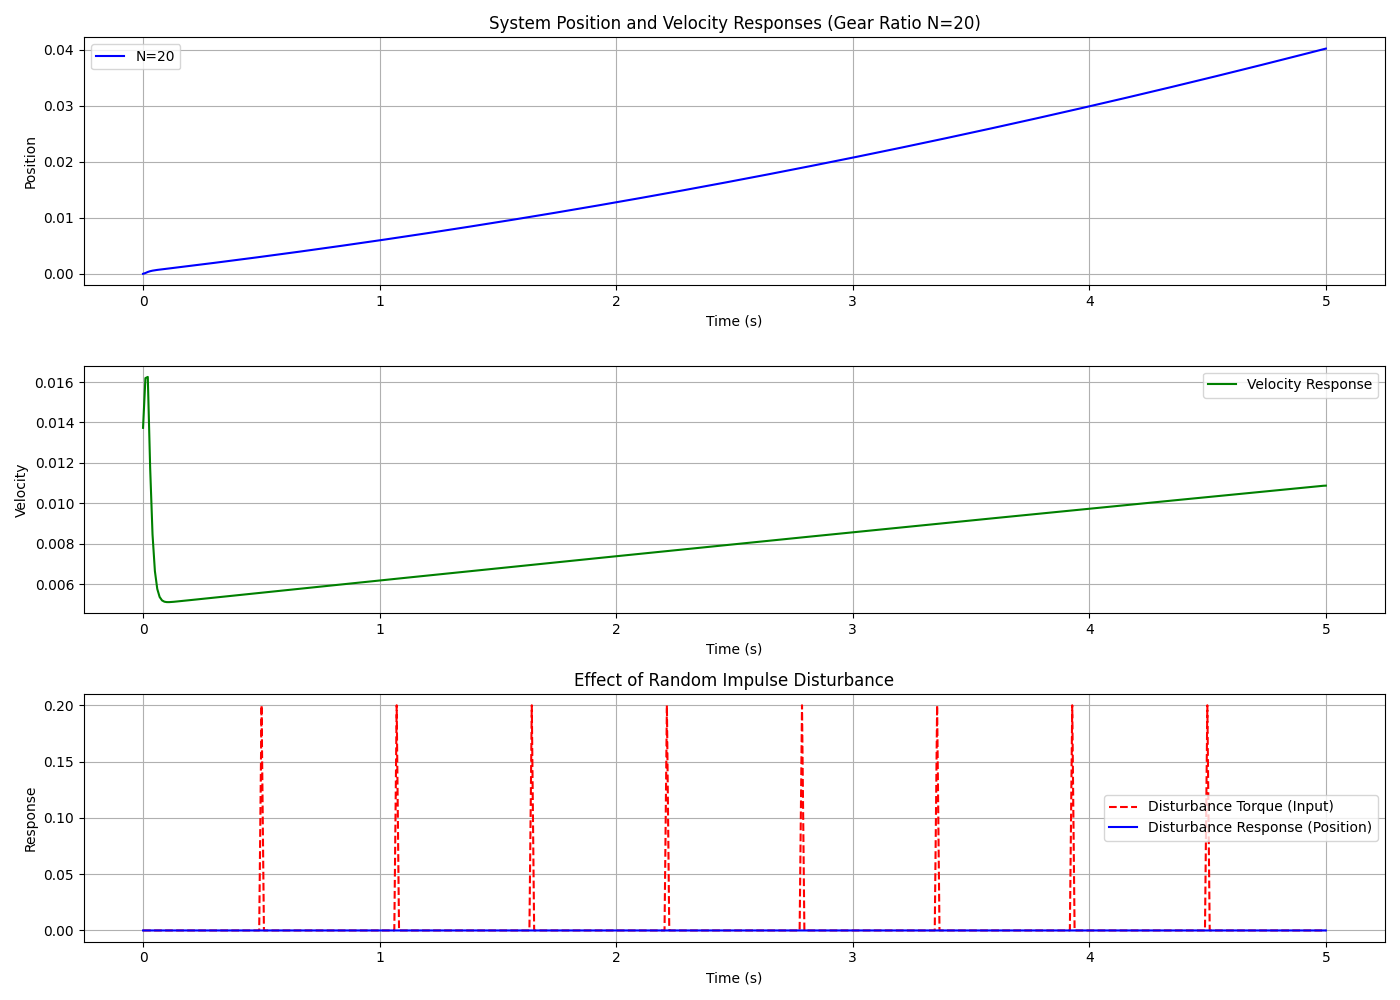 System Position and Velocity Responses (Gear Ratio N=20)
N=20
Position
0.04
0.03
0.02
0.01
0.00
0 1 2 3 4 5
Time (s)
Velocity Response
Velocity
0.016
0.014
0.012
0.010
0.008
0.006
0 1 2 3 4 5
Time (s)
Effect of Random Impulse Disturbance
Response
0.20
0.15
0.10
0.05
0.00
Disturbance Torque (Input)
Disturbance Response (Position)
0 1 2 3 4 5
Time (s)